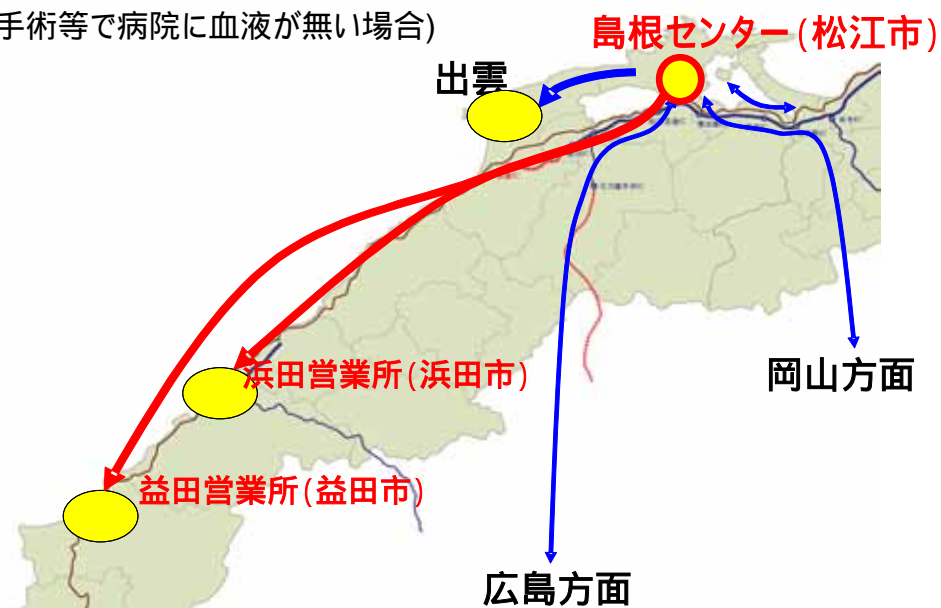 手術等で病院に血液が無い場合)
島根センター(松江市)
出雲
岡山方面
浜田営業所(浜田市)
益田営業所(益田市)
広島方面